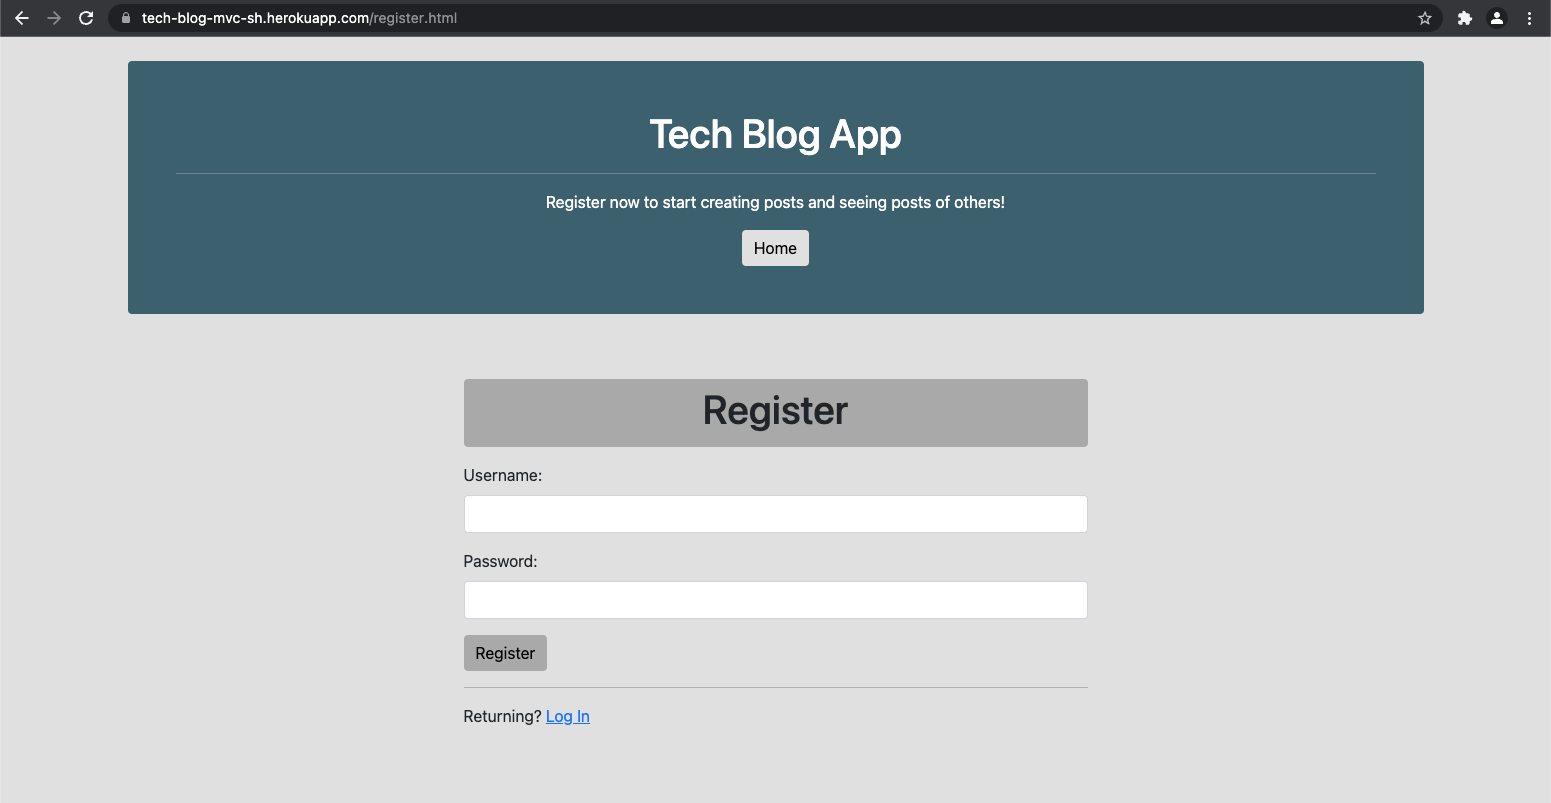 tech-blog-mvc-sh.herokuapp.com/register.html
Tech Blog App
Register now to start creating posts and seeing posts of others!
Home
Register
Username:
Password:
Register
Returning? Log In